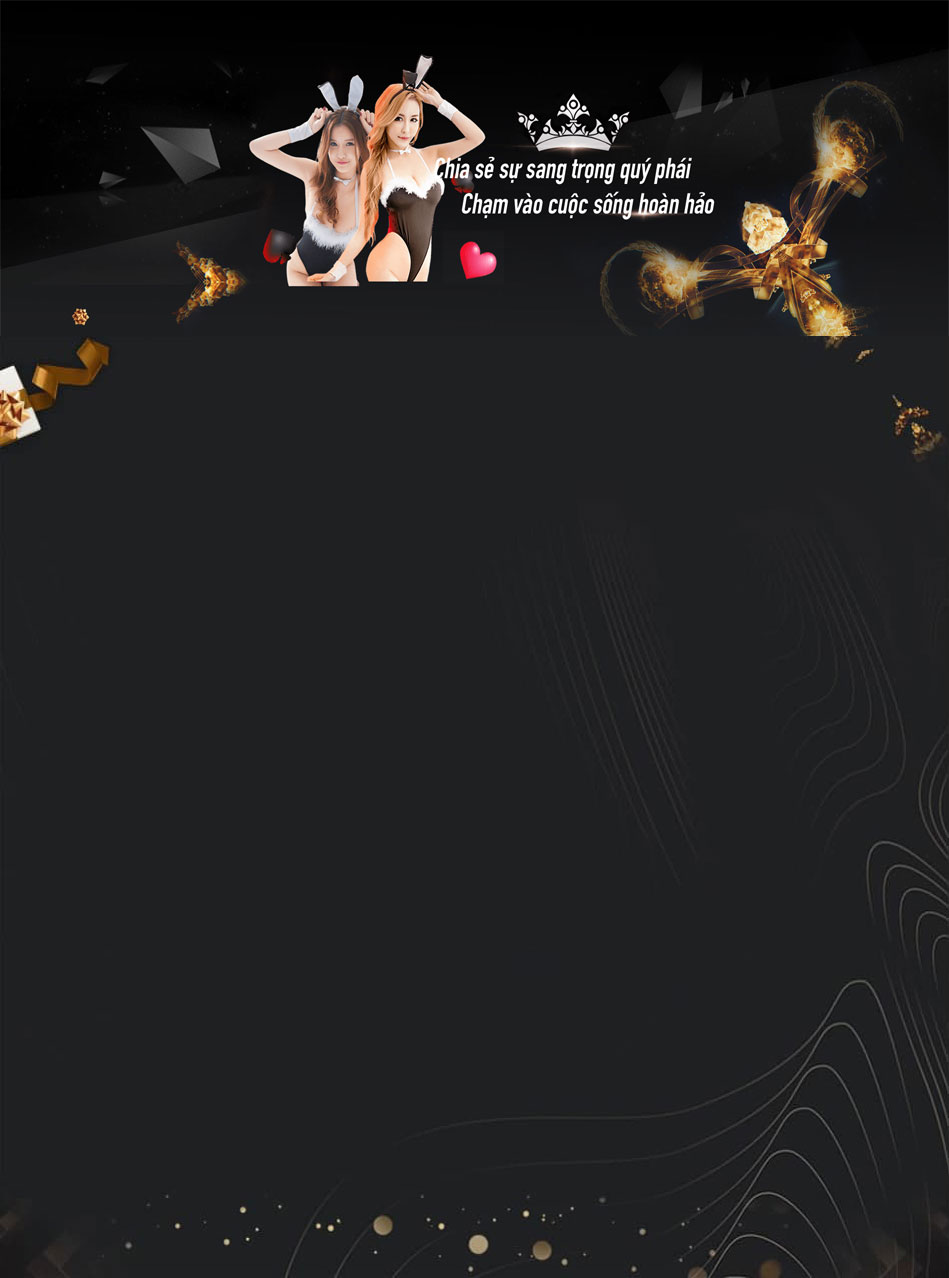 Chia sẻ sự sang trọng quý phái
Chạm vào cuộc sống hoàn hảo